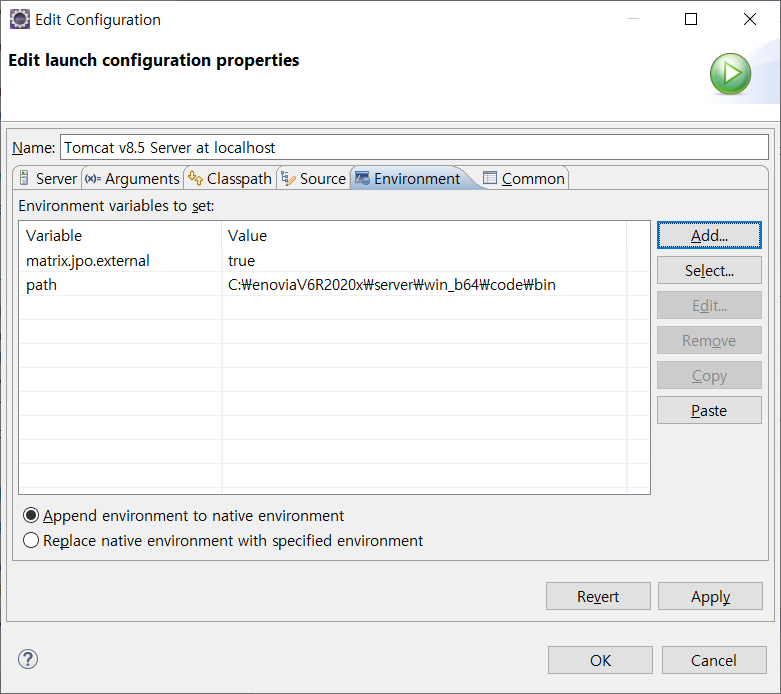 Edit Configuration
Edit launch configuration properties
Name: Tomcat v8.5 Server at localhost
Server (x)= Arguments Classpath Source Environment Common
Environment variables to set:
Variable Value
matrix.jpo.external true
path C:₩enoviaV6R2020x₩server₩win_b64₩code₩bin
Add...
Select...
Edit...
Remove
Copy
Paste
Append environment to native environment
Replace native environment with specified environment
Revert Apply
? OK Cancel